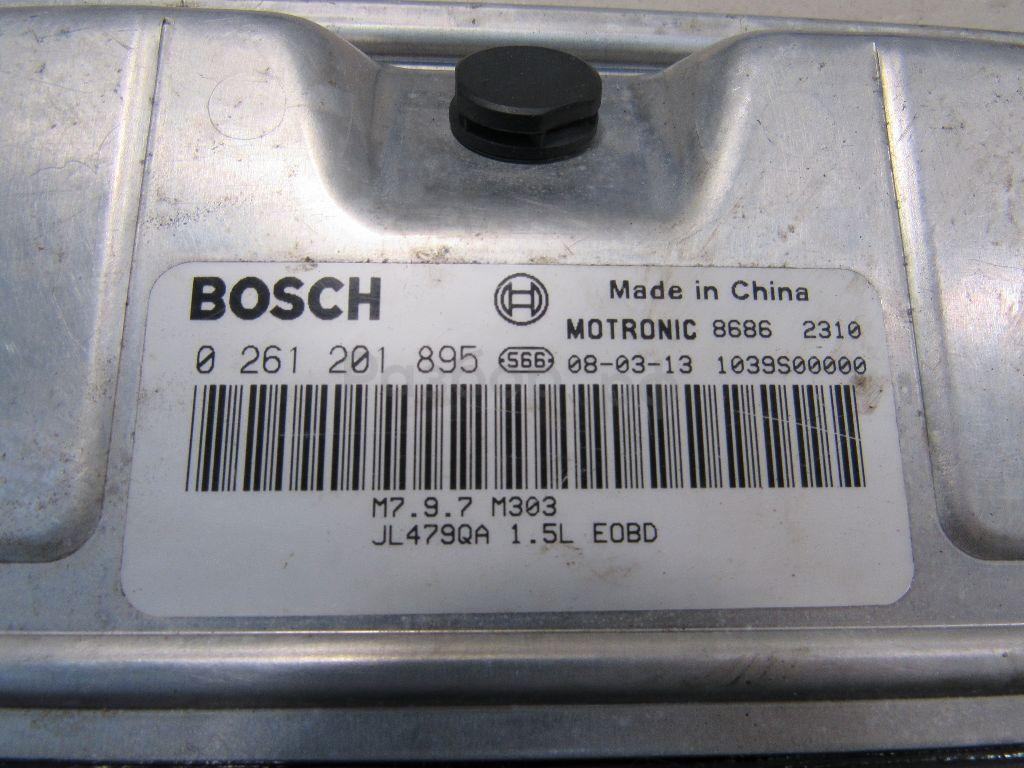 BOSCH
Made in China
MOTRONIC 8686 2310
0 261 201 895 S66 08-03-13 1039S00000
M7.9.7 M303
JL479QA 1.5L EOBD